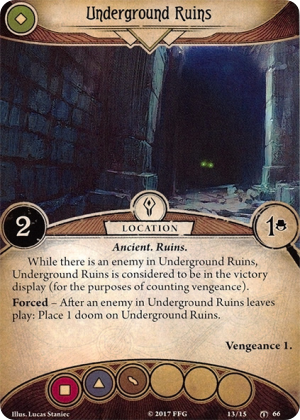 Underground Ruins
2
LOCATION
1
Ancient. Ruins.
While there is an enemy in Underground Ruins,
Underground Ruins is considered to be in the victory
display (for the purposes of counting vengeance).
Forced – After an enemy in Underground Ruins leaves
play: Place 1 doom on Underground Ruins.
Vengeance 1.
Illus. Lucas Staniec
© 2017 FFG
13/15
66